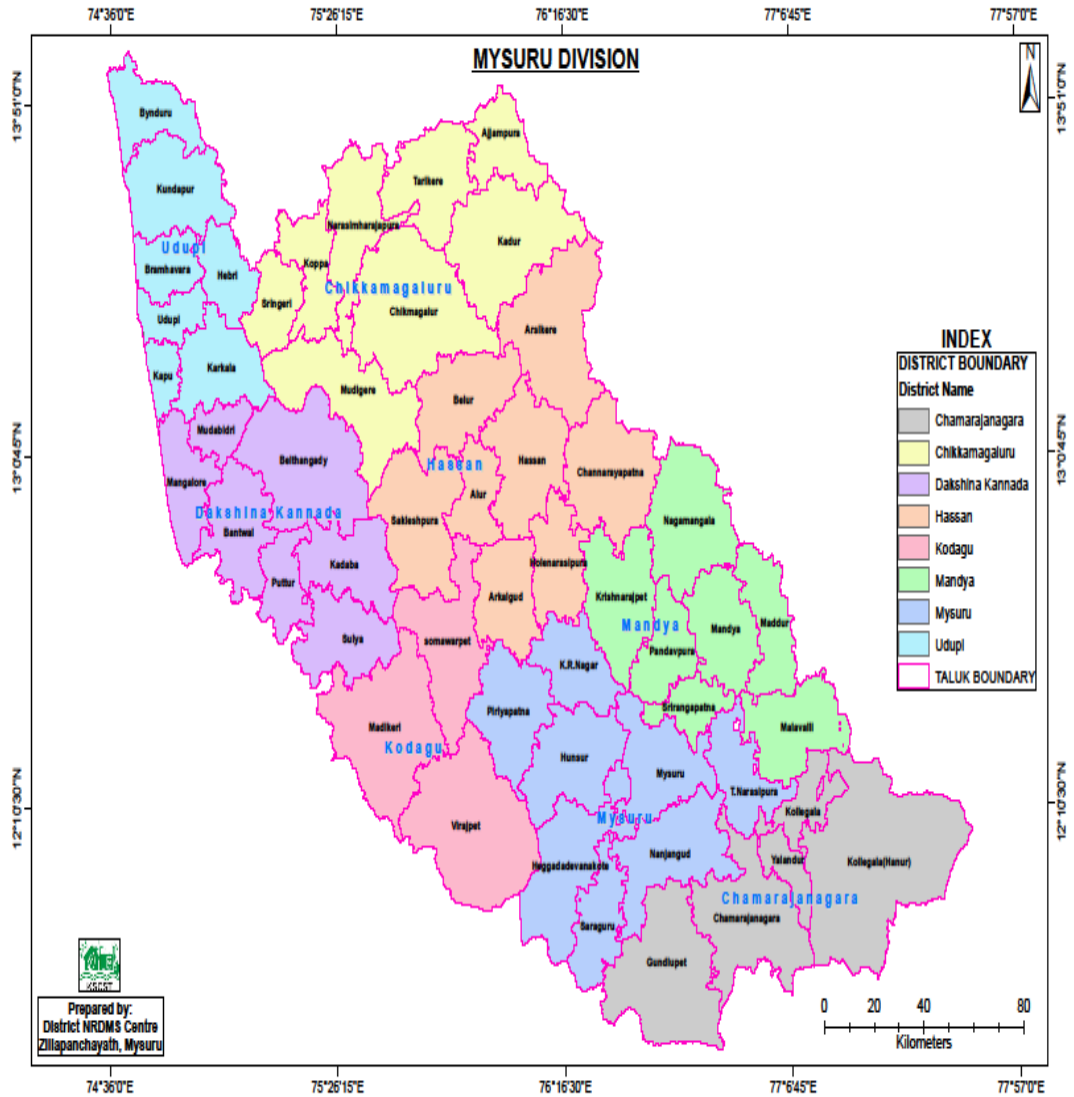 74°36'0"E 75°26'15"E 76°16'30"E 77°6'45"E 77°57'0"E
MYSURU DIVISION
N
13°51'0"N 13°51'0"N
Bynduru
Ajjampura
Tarikere
Kundapur
Narasimharajapura
Kadur
Udupi
Koppa
Bramhavara
Hebri
Chikkamagaluru
Sringeri
Chikmagalur
Udupi
Arsikere
Kapu
Karkala
Mudigere
Belur
Mudabidri
Belthangady
Hassan
Hassan
Channarayapatna
Mangalore
Alur
Dakshina Kannada
Sakleshpura
Nagamangala
Bantwal
Kadaba
Holenarasipura
Puttur
Arkalgud
Krishnarajpet
Mandya
Mandya
Maddur
Sulya
somawarpet
Pandavpura
K.R.Nagar
Piriyapatna
Srirangapatna
Madikeri
Malavalli
Kodagu
Hunsur
Mysuru
T.Narasipura
Kollegala
Mysuru
Virajpet
Nanjangud
Yalandur
Kollegala(Hanur)
Heggadadevanakote
Chamarajanagara
Chamarajanagara
Saraguru
Gundlupet
13°0'45"N 13°0'45"N
12°10'30"N 12°10'30"N
INDEX
DISTRICT BOUNDARY
District Name
Chamarajanagara
Chikkamagaluru
Dakshina Kannada
Hassan
Kodagu
Mandya
Mysuru
Udupi
TALUK BOUNDARY
KSCST
Prepared by:
District NRDMS Centre
Zillapanchayath, Mysuru
0 20 40 80
Kilometers
74°36'0"E 75°26'15"E 76°16'30"E 77°6'45"E 77°57'0"E